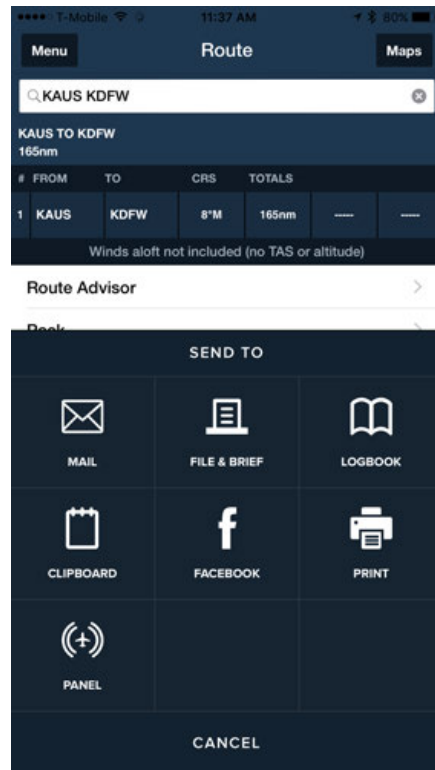 T-Mobile 11:37 AM 80%
Menu Route Maps
KAUS KDFW
KAUS TO KDFW
165nm
# FROM TO CRS TOTALS
1 KAUS KDFW 8°M 165nm ----- -----
Winds aloft not included (no TAS or altitude)
Route Advisor
SEND TO
MAIL FILE & BRIEF LOGBOOK
CLIPBOARD FACEBOOK PRINT
PANEL
CANCEL